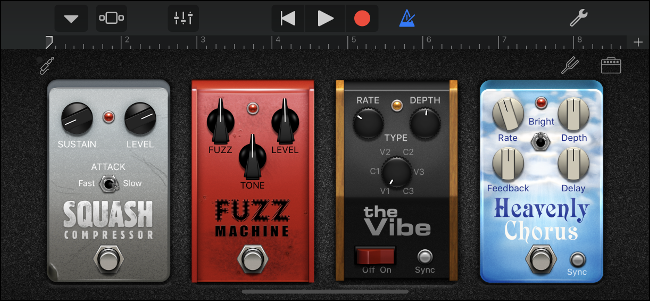 2 3 4 5 6 7 8
SUSTAIN LEVEL
ATTACK
Fast Slow
SQUASH
COMPRESSOR
FUZZ LEVEL
TONE
FUZZ
MACHINE
RATE DEPTH
TYPE
V2 C2
C1 V3
V1 C3
the
Vibe
Off On Sync
Bright
Rate Depth
Feedback Delay
Heavenly
Chorus
Sync